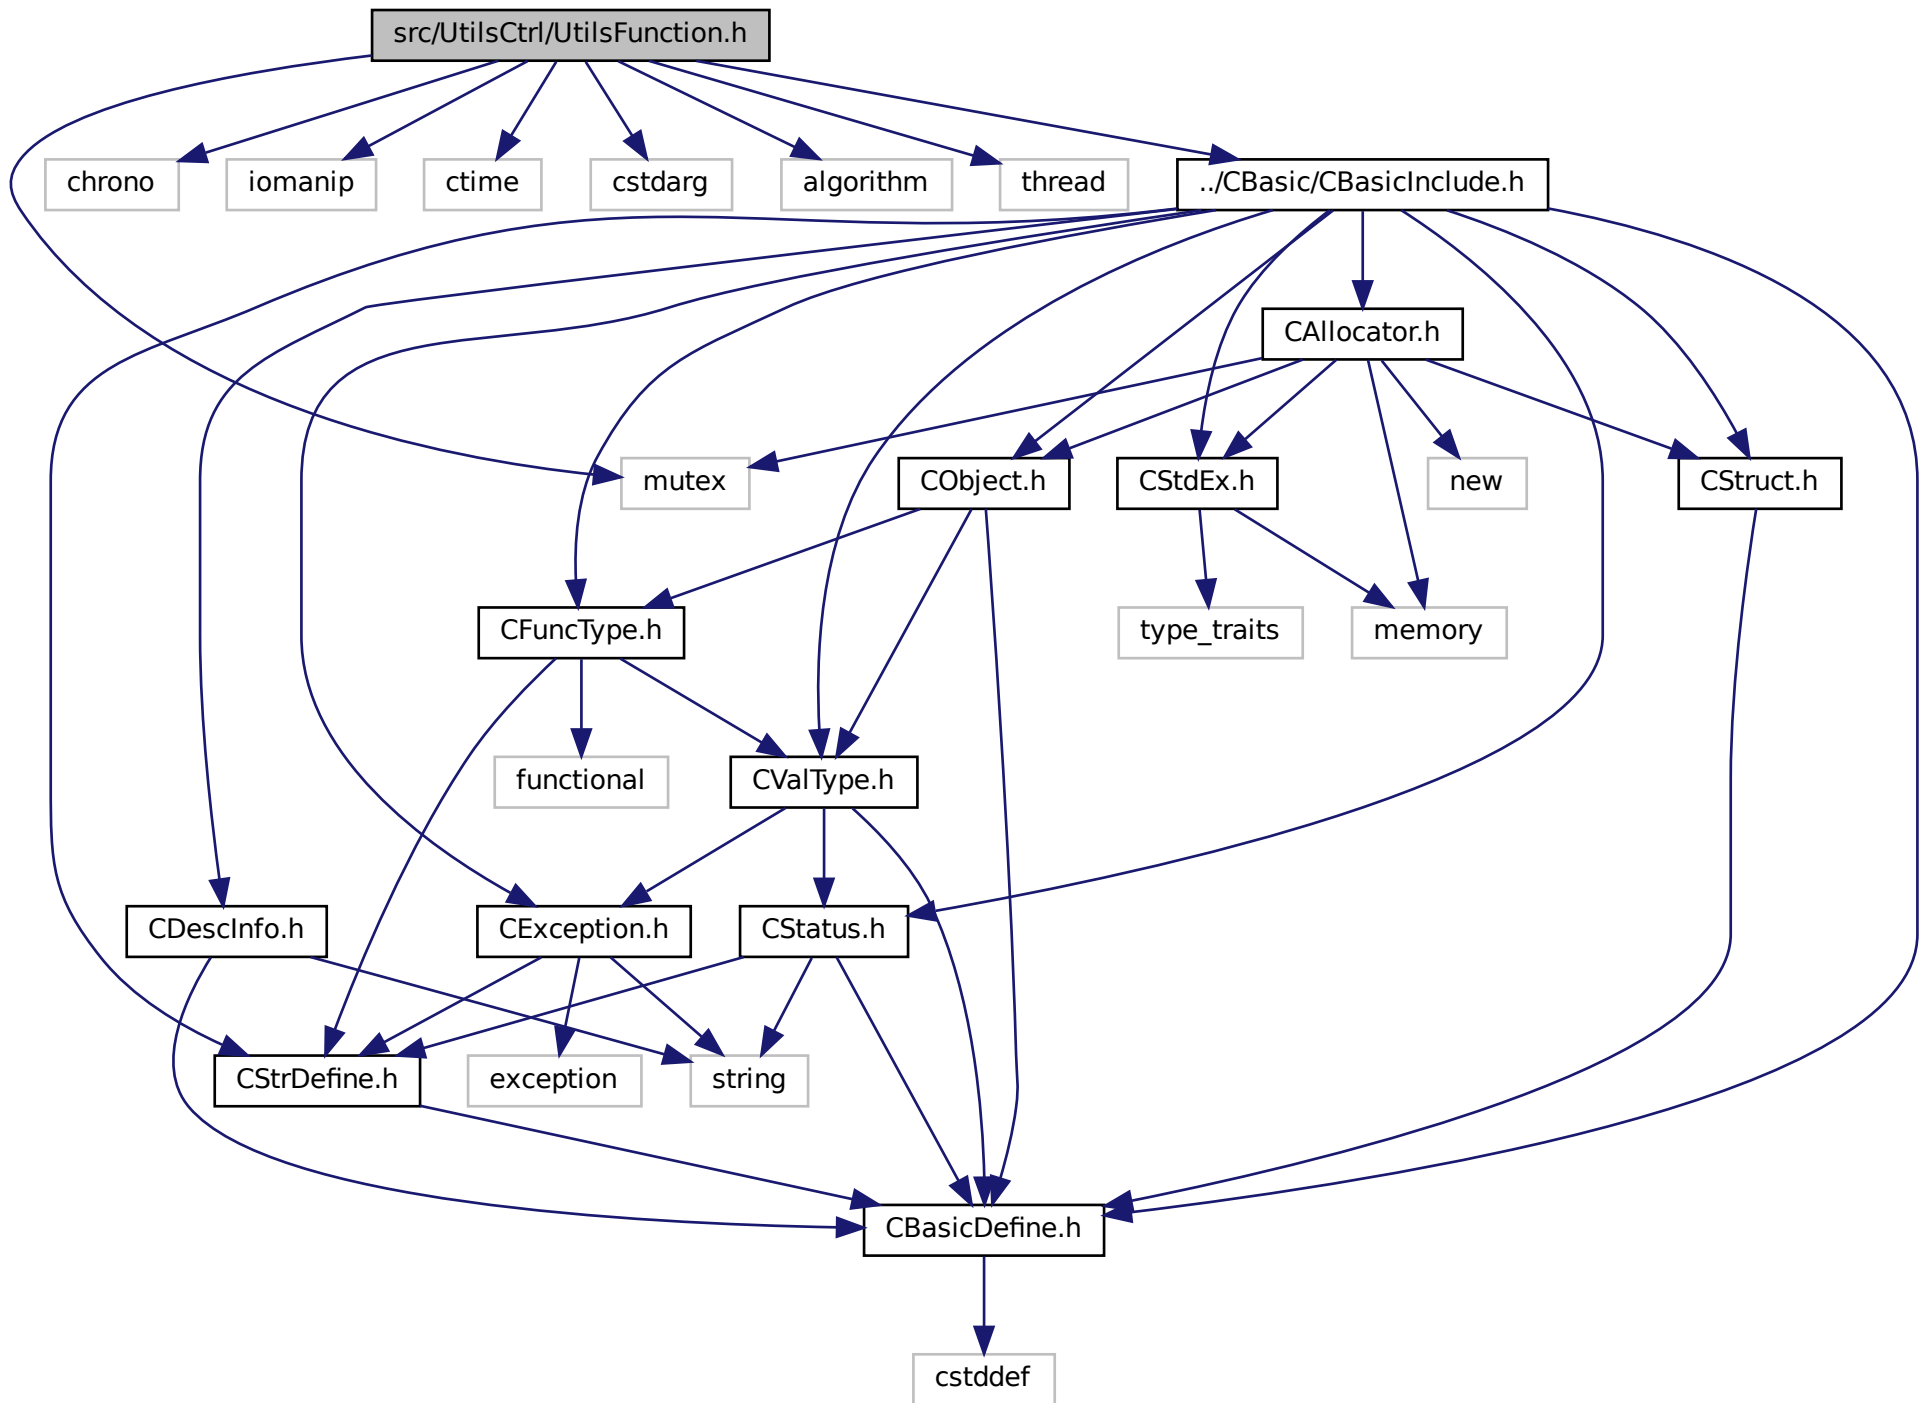 src/UtilsCtrl/UtilsFunction.h
chrono
iomanip
ctime
cstdarg
algorithm
thread
../CBasic/CBasicInclude.h
CAllocator.h
mutex
CObject.h
CStdEx.h
new
CStruct.h
CFuncType.h
type_traits
memory
functional
CValType.h
CDescInfo.h
CException.h
CStatus.h
CStrDefine.h
exception
string
CBasicDefine.h
cstddef